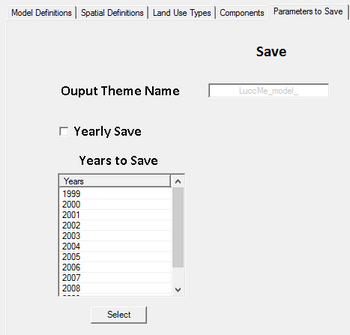 Model Definitions Spatial Definitions Land Use Types Components Parameters to Save
Save
Ouput Theme Name LuccMe_model_
Yearly Save
Years to Save
Years
1999
2000
2001
2002
2003
2004
2005
2006
2007
2008
Select